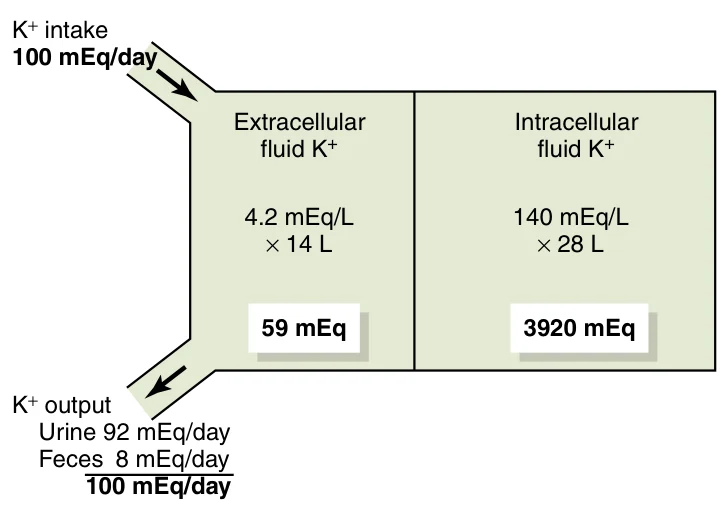 K⁺ intake
100 mEq/day
Extracellular
fluid K⁺
4.2 mEq/L
× 14 L
59 mEq
Intracellular
fluid K⁺
140 mEq/L
× 28 L
3920 mEq
K⁺ output
Urine 92 mEq/day
Feces 8 mEq/day
100 mEq/day